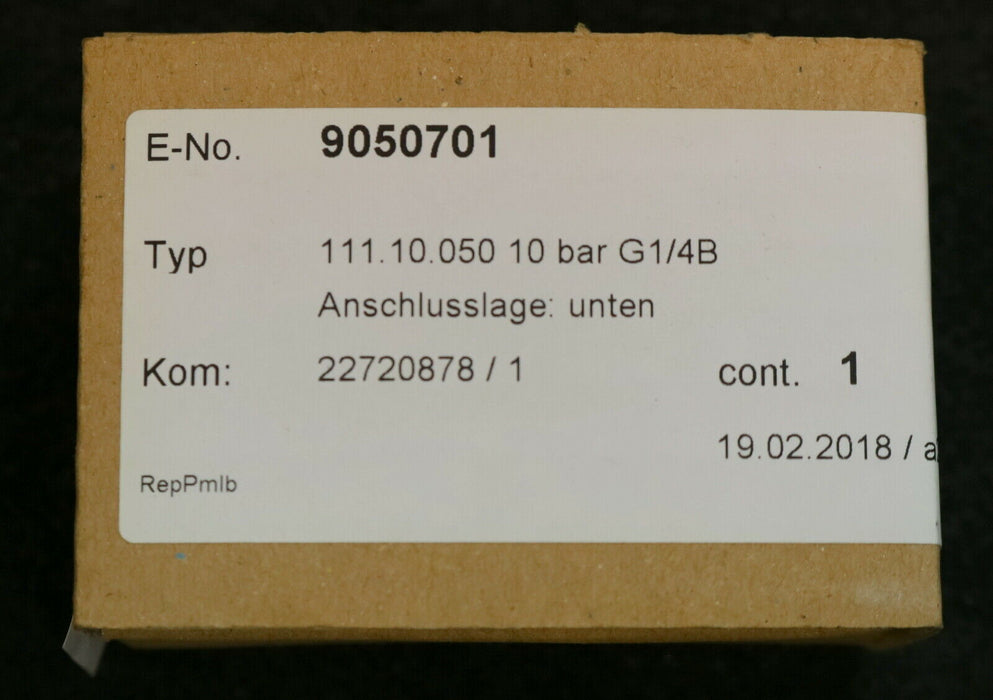 E-No. 9050701
Typ 111.10.050 10 bar G1/4B
Anschlusslage: unten
Kom: 22720878 / 1 cont. 1
19.02.2018 /
RepPmlb